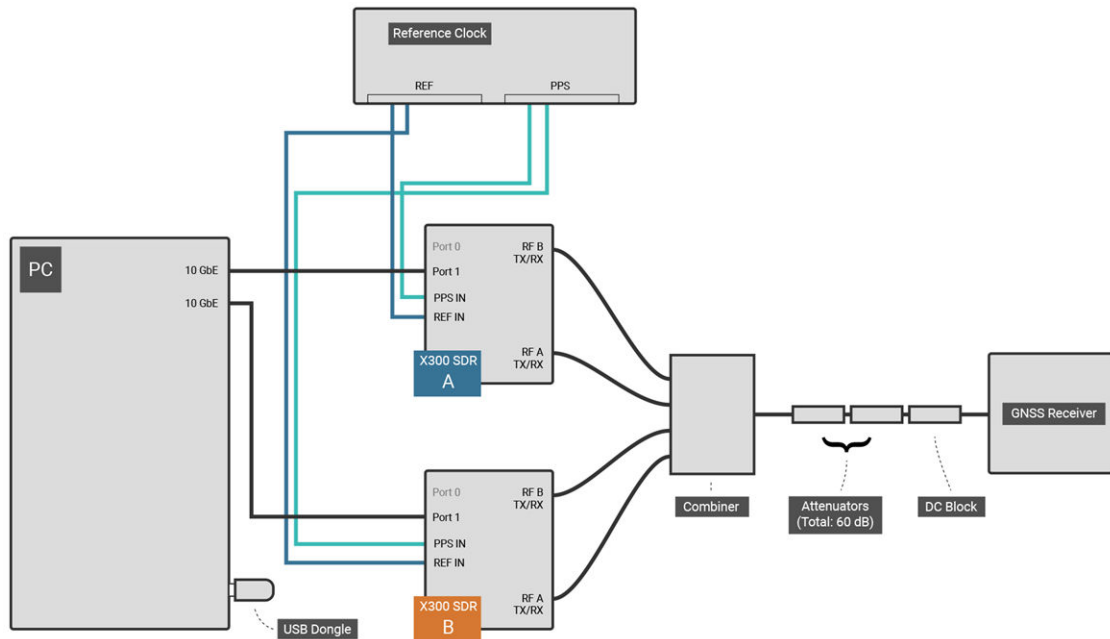 Reference Clock
REF
PPS
PC
10 GbE
10 GbE
USB Dongle
Port 0
Port 1
PPS IN
REF IN
RF B
TX/RX
RF A
TX/RX
X300 SDR
A
Port 0
Port 1
PPS IN
REF IN
RF B
TX/RX
RF A
TX/RX
X300 SDR
B
Combiner
Attenuators
(Total: 60 dB)
DC Block
GNSS Receiver